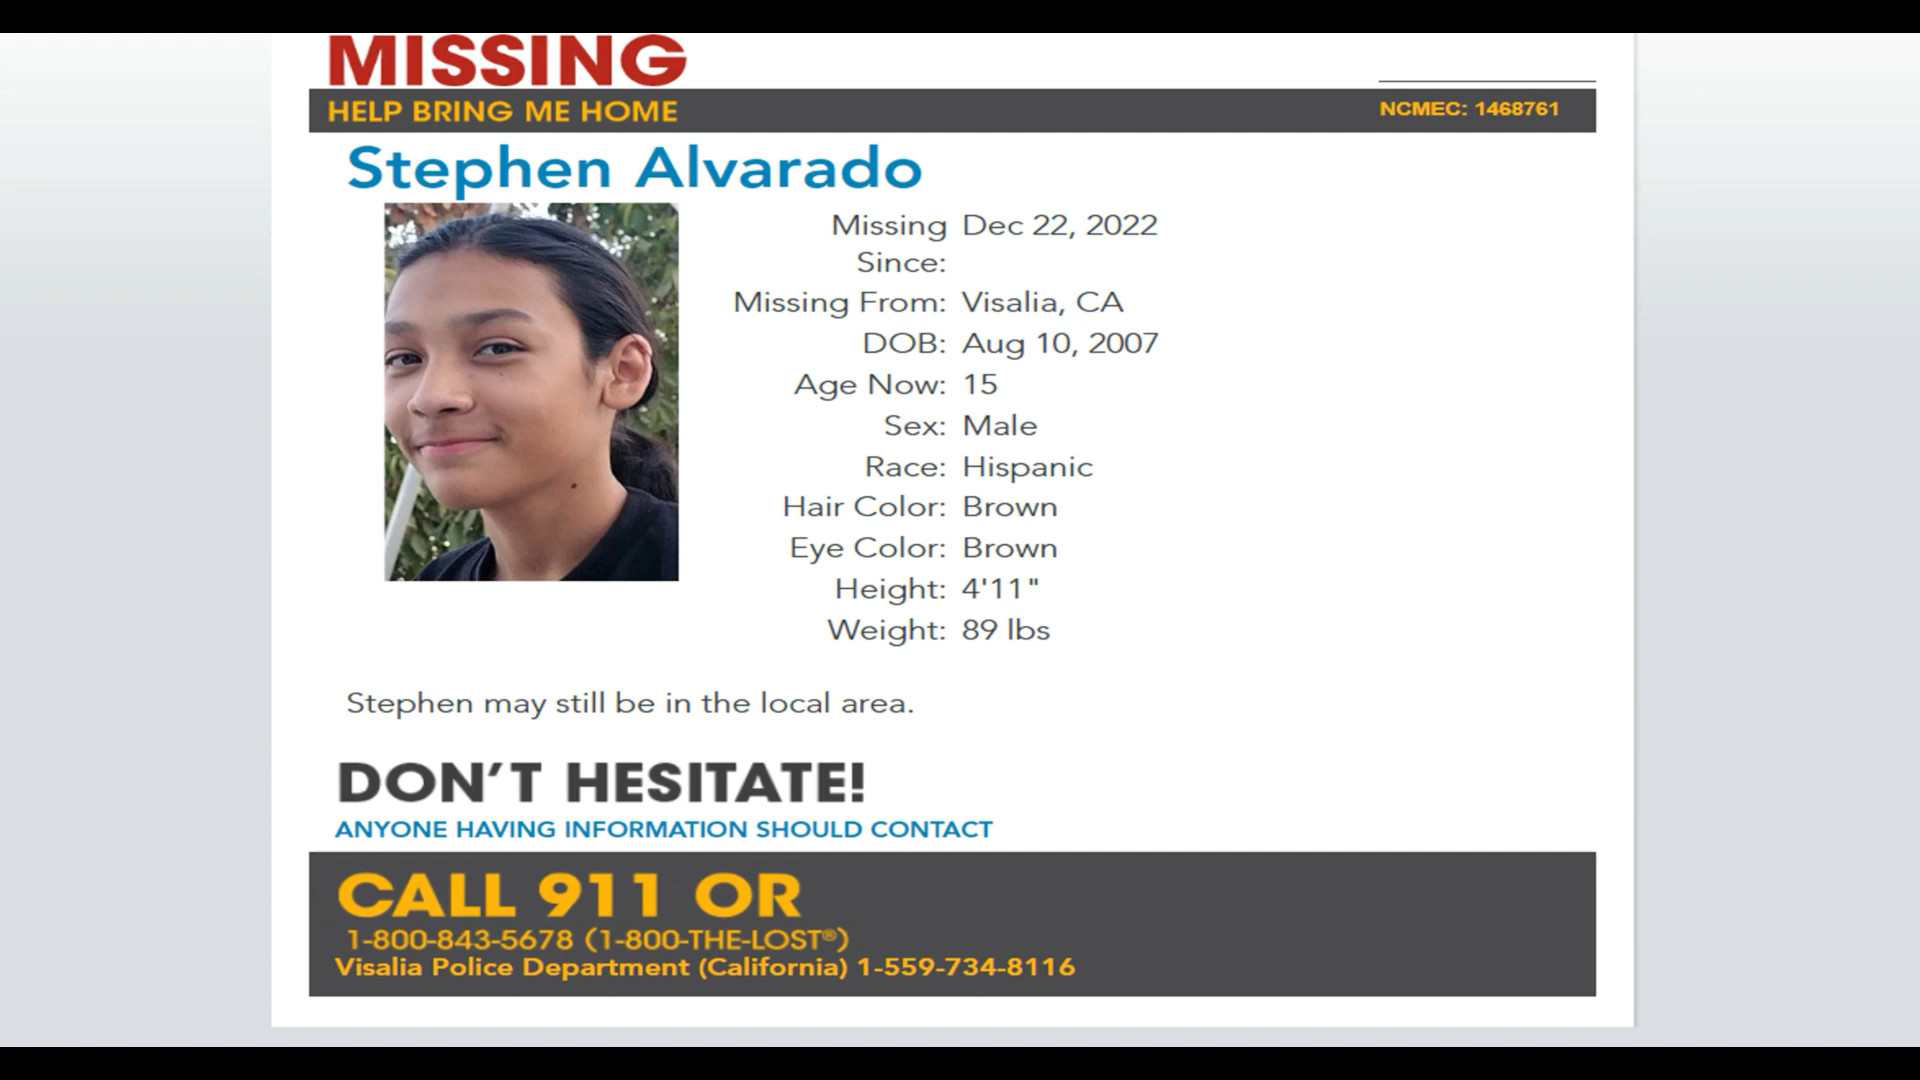 MISSING
HELP BRING ME HOME
NCMEC: 1468761
Stephen Alvarado
Missing Since: Dec 22, 2022
Missing From: Visalia, CA
DOB: Aug 10, 2007
Age Now: 15
Sex: Male
Race: Hispanic
Hair Color: Brown
Eye Color: Brown
Height: 4'11"
Weight: 89 lbs
Stephen may still be in the local area.
DON'T HESITATE!
ANYONE HAVING INFORMATION SHOULD CONTACT
CALL 911 OR
1-800-843-5678 (1-800-THE-LOST®)
Visalia Police Department (California) 1-559-734-8116